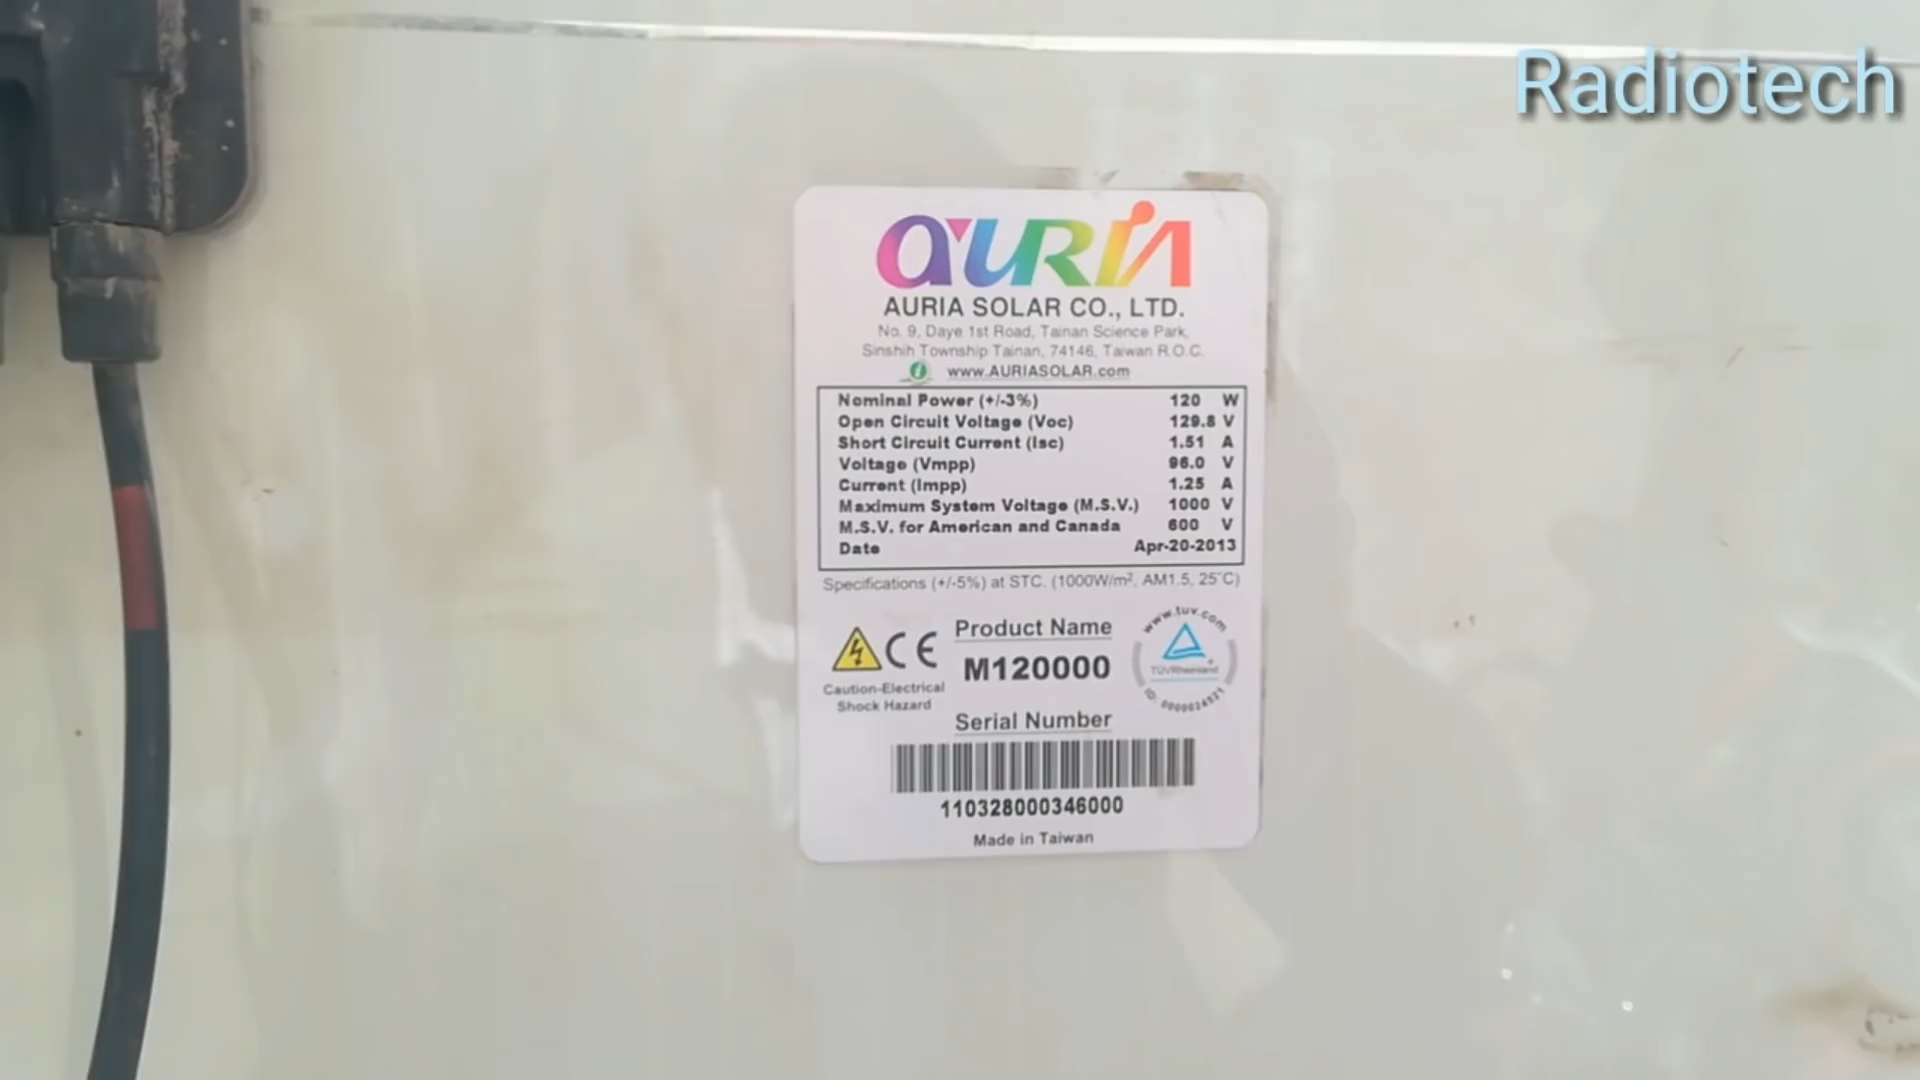 Radiotech
AURIA
AURIA SOLAR CO., LTD.
No. 9, Daye 1st Road, Tainan Science Park,
Sinshih Township Tainan, 74146, Taiwan R.O.C.
www.AURIASOLAR.com
Nominal Power (+/-3%) 120 W
Open Circuit Voltage (Voc) 129.8 V
Short Circuit Current (Isc) 1.51 A
Voltage (Vmpp) 96.0 V
Current (Impp) 1.25 A
Maximum System Voltage (M.S.V.) 1000 V
M.S.V. for American and Canada 600 V
Date Apr-20-2013
Specifications (+/-5%) at STC. (1000W/m², AM1.5, 25°C)
CE
Caution-Electrical
Shock Hazard
Product Name
M120000
www.tuv.com
TÜVRheinland
ID: 0000024521
Serial Number
110328000346000
Made in Taiwan